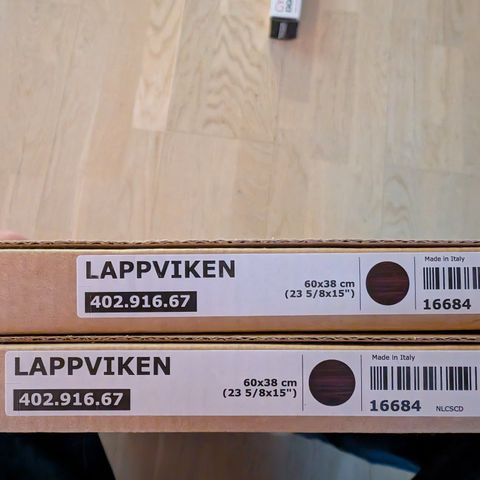 LAPPVIKEN
402.916.67
60x38 cm
(23 5/8x15")
Made in Italy
16684
LAPPVIKEN
402.916.67
60x38 cm
(23 5/8x15")
Made in Italy
16684 NLCSCD